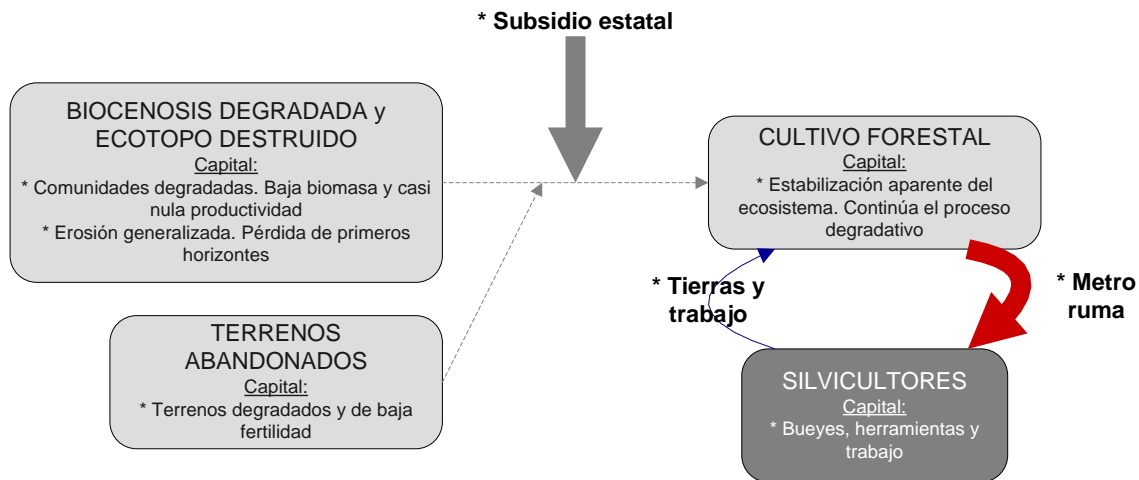 * Subsidio estatal
BIOCENOSIS DEGRADADA y
ECOTOPO DESTRUIDO
Capital:
* Comunidades degradadas. Baja biomasa y casi
nula productividad
* Erosión generalizada. Pérdida de primeros
horizontes
CULTIVO FORESTAL
Capital:
* Estabilización aparente del
ecosistema. Continúa el proceso
degradativo
* Tierras y
trabajo
* Metro
ruma
TERRENOS
ABANDONADOS
Capital:
* Terrenos degradados y de baja
fertilidad
SILVICULTORES
Capital:
* Bueyes, herramientas y
trabajo